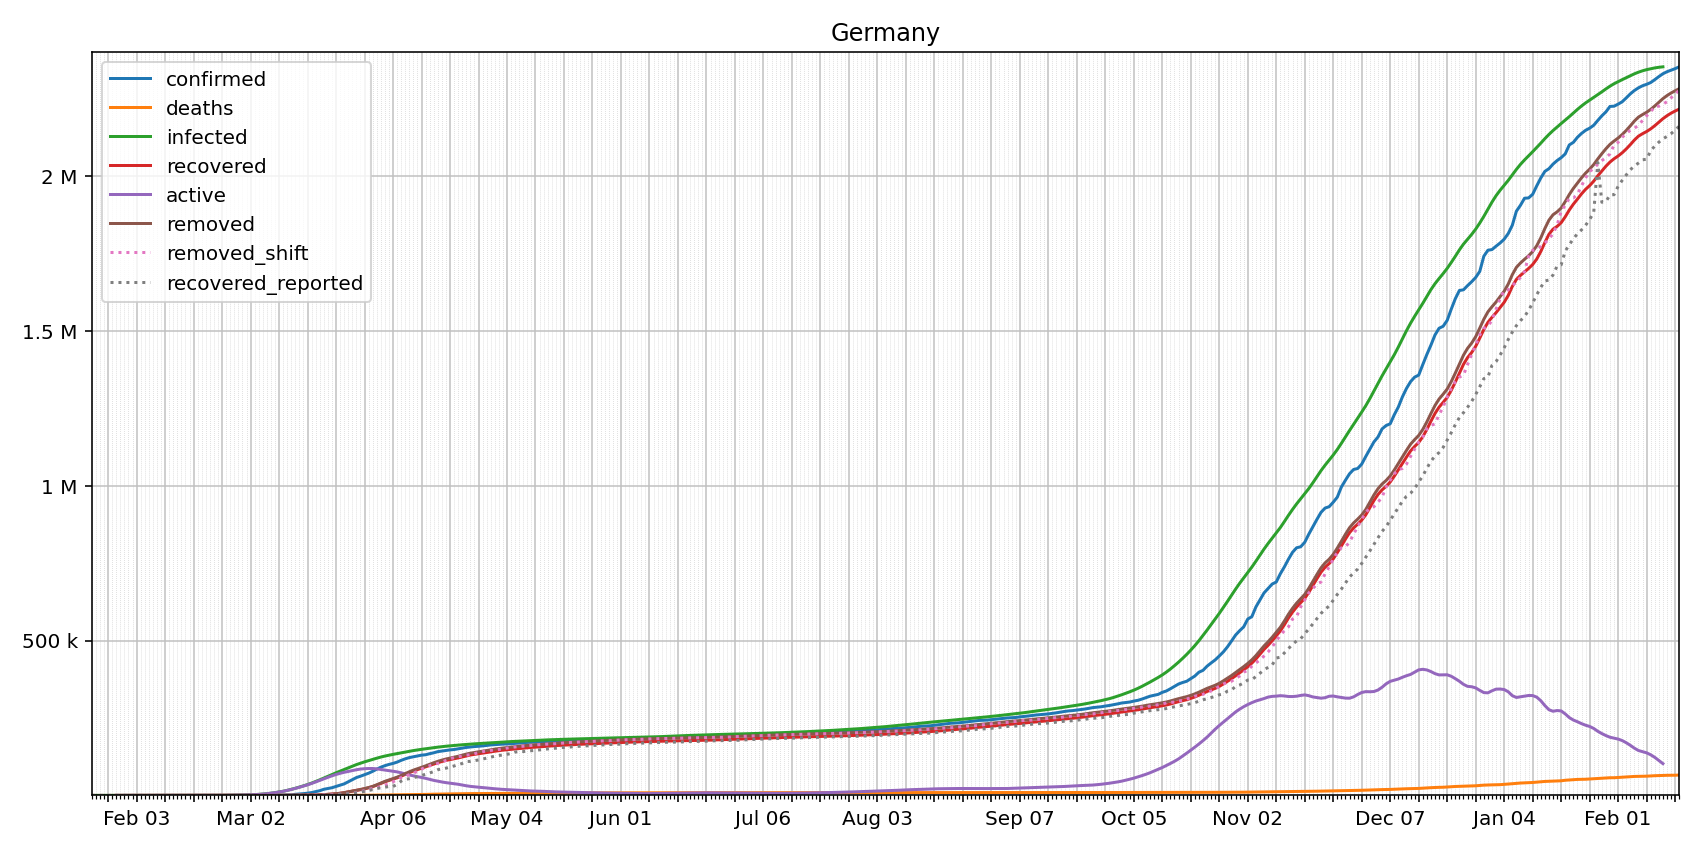 Germany
confirmed
deaths
infected
recovered
active
removed
removed_shift
recovered_reported
2 M
1.5 M
1 M
500 k
Feb 03 Mar 02 Apr 06 May 04 Jun 01 Jul 06 Aug 03 Sep 07 Oct 05 Nov 02 Dec 07 Jan 04 Feb 01